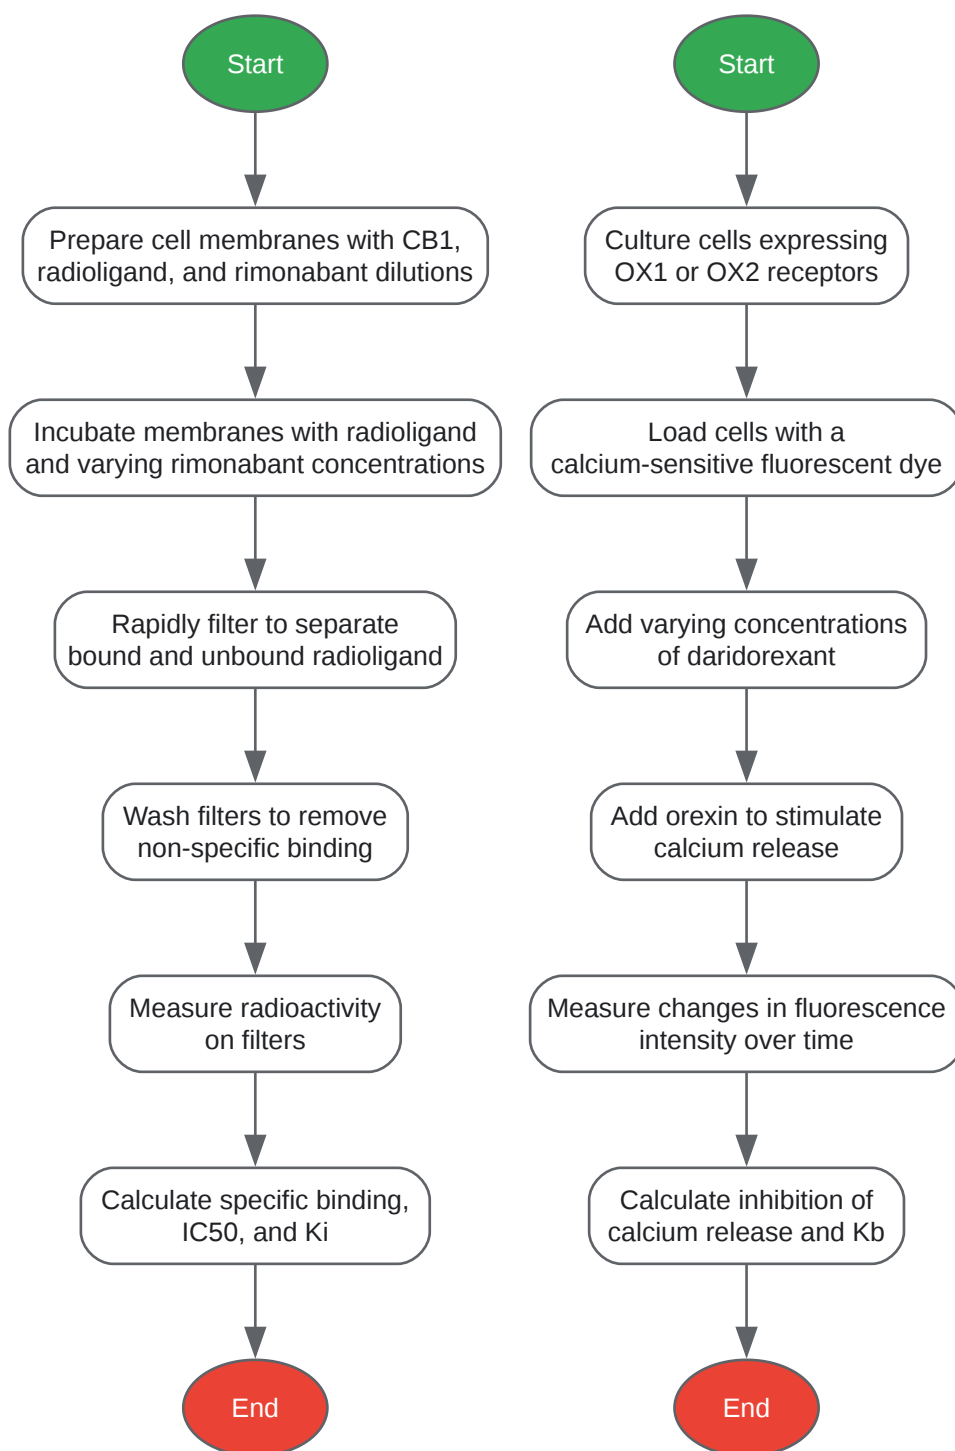 Start
Prepare cell membranes with CB1,
radioligand, and rimonabant dilutions
Incubate membranes with radioligand
and varying rimonabant concentrations
Rapidly filter to separate
bound and unbound radioligand
Wash filters to remove
non-specific binding
Measure radioactivity
on filters
Calculate specific binding,
IC50, and Ki
End
Start
Culture cells expressing
OX1 or OX2 receptors
Load cells with a
calcium-sensitive fluorescent dye
Add varying concentrations
of daridorexant
Add orexin to stimulate
calcium release
Measure changes in fluorescence
intensity over time
Calculate inhibition of
calcium release and Kb
End